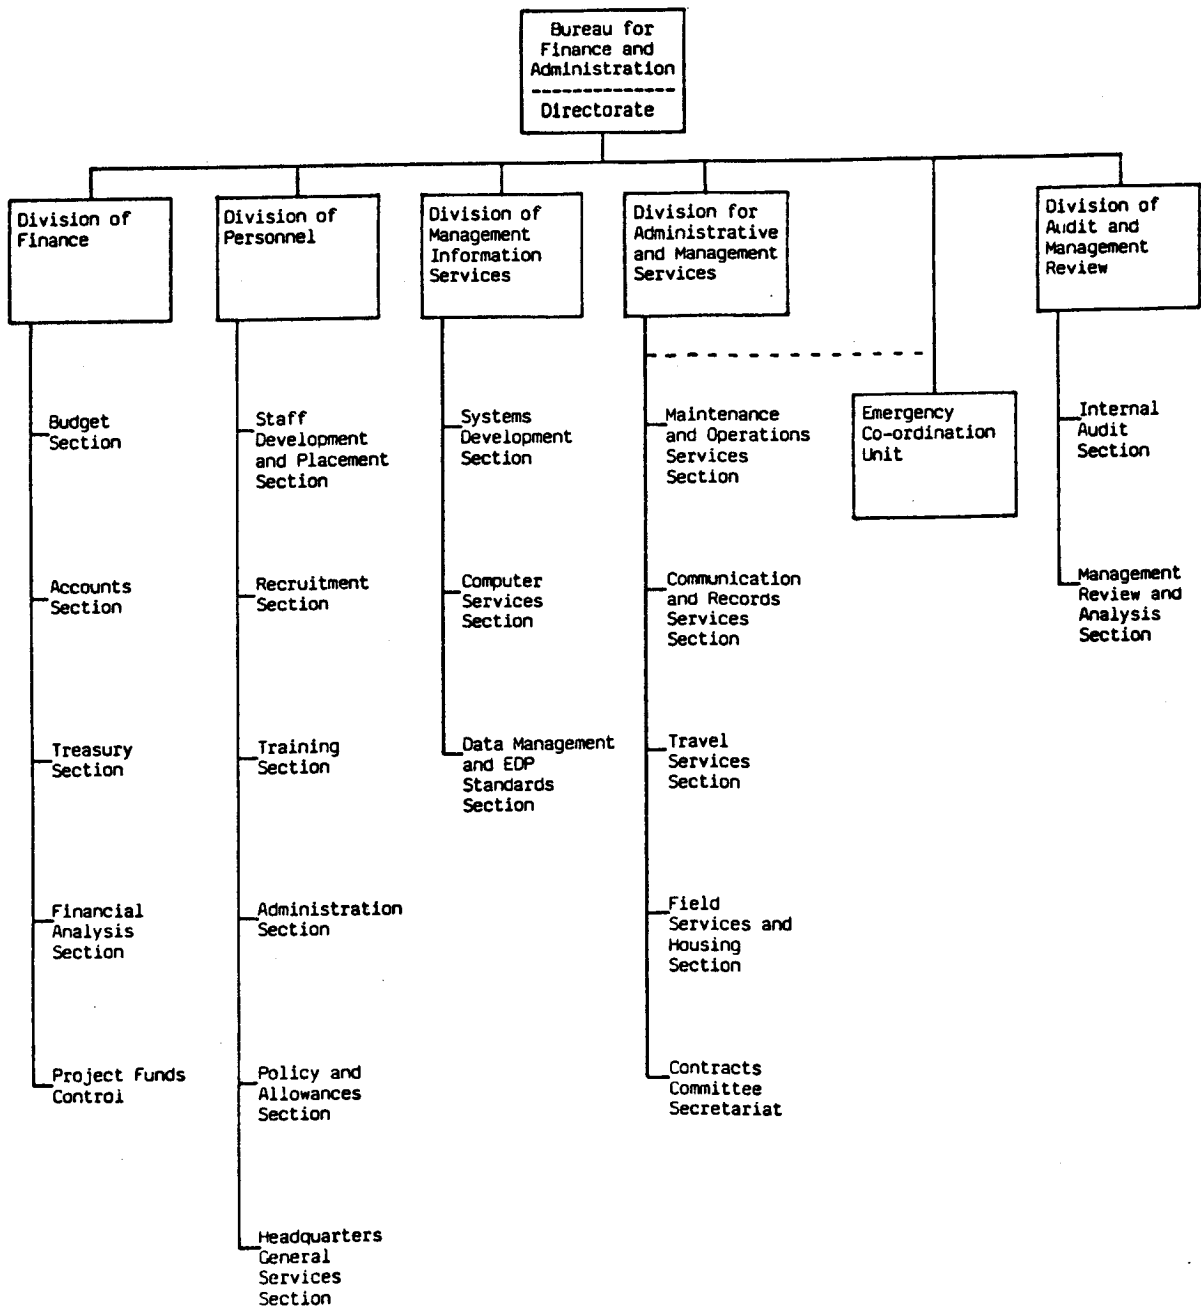 Bureau for
Finance and
Administration
Directorate
Division of
Finance
Division of
Personnel
Division of
Management
Information
Services
Division for
Administrative
and Management
Services
Division of
Audit and
Management
Review
Budget
Section
Accounts
Section
Treasury
Section
Financial
Analysis
Section
Project Funds
Control
Staff
Development
and Placement
Section
Recruitment
Section
Training
Section
Administration
Section
Policy and
Allowances
Section
Headquarters
General
Services
Section
Systems
Development
Section
Computer
Services
Section
Data Management
and EDP
Standards
Section
Maintenance
and Operations
Services
Section
Communication
and Records
Services
Section
Travel
Services
Section
Field
Services and
Housing
Section
Contracts
Committee
Secretariat
Emergency
Co-ordination
Unit
Internal
Audit
Section
Management
Review and
Analysis
Section